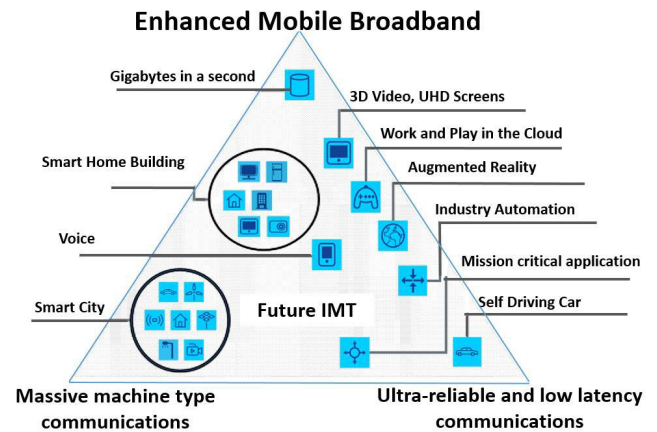 Enhanced Mobile Broadband
Gigabytes in a second
3D Video, UHD Screens
Work and Play in the Cloud
Smart Home Building
Augmented Reality
Industry Automation
Voice
Mission critical application
Smart City
Future IMT
Self Driving Car
Massive machine type
communications
Ultra-reliable and low latency
communications